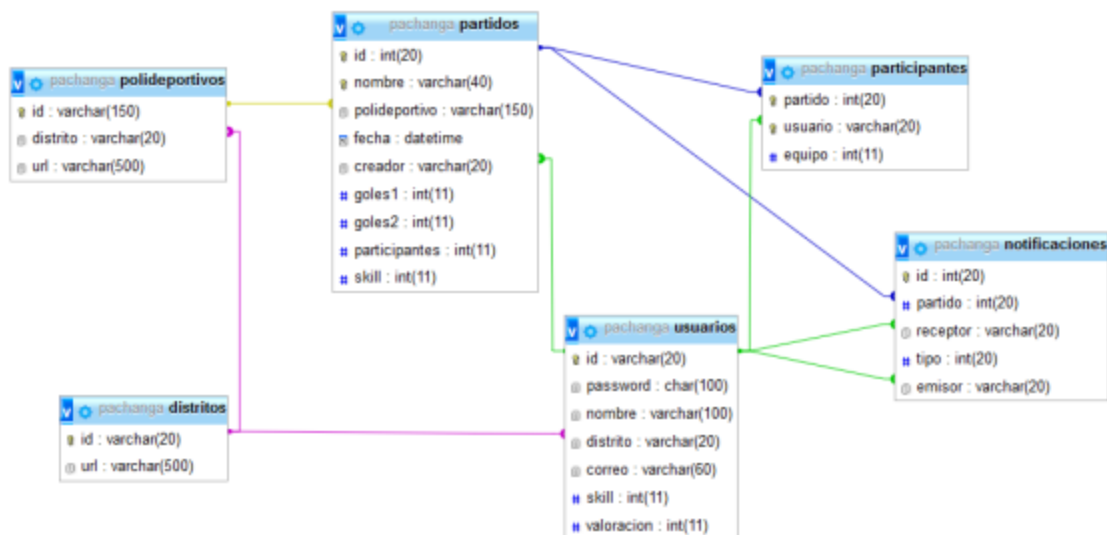 pachanga polideportivos
id : varchar(150)
distrito : varchar(20)
url : varchar(500)
pachanga partidos
id : int(20)
nombre : varchar(40)
polideportivo : varchar(150)
fecha : datetime
creador : varchar(20)
goles1 : int(11)
goles2 : int(11)
participantes : int(11)
skill : int(11)
pachanga participantes
partido : int(20)
usuario : varchar(20)
equipo : int(11)
pachanga notificaciones
id : int(20)
partido : int(20)
receptor : varchar(20)
tipo : int(20)
emisor : varchar(20)
pachanga usuarios
id : varchar(20)
password : char(100)
nombre : varchar(100)
distrito : varchar(20)
correo : varchar(60)
skill : int(11)
valoracion : int(11)
pachanga distritos
id : varchar(20)
url : varchar(500)